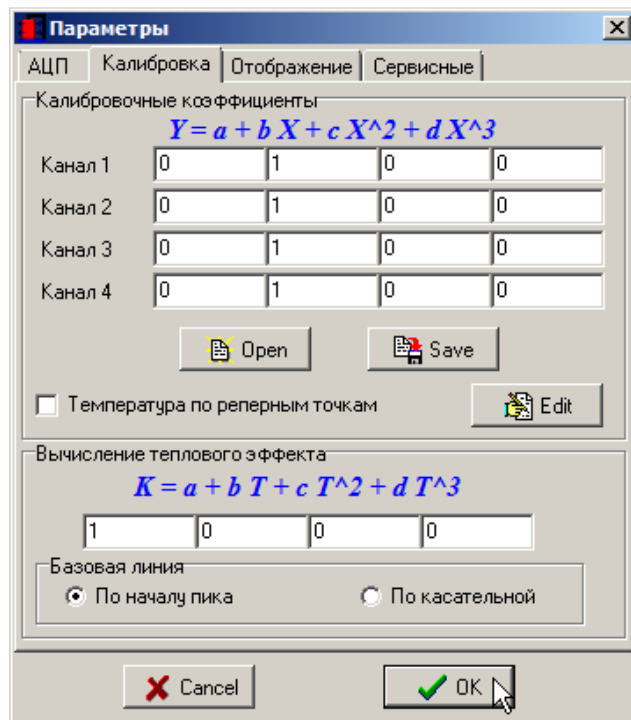 Параметры
АЦП Калибровка Отображение Сервисные
Калибровочные коэффициенты
Y = a + b X + c X^2 + d X^3
Канал 1 0 1 0 0
Канал 2 0 1 0 0
Канал 3 0 1 0 0
Канал 4 0 1 0 0
Open Save
Температура по реперным точкам Edit
Вычисление теплового эффекта
K = a + b T + c T^2 + d T^3
1 0 0 0
Базовая линия
По началу пика По касательной
Cancel OK